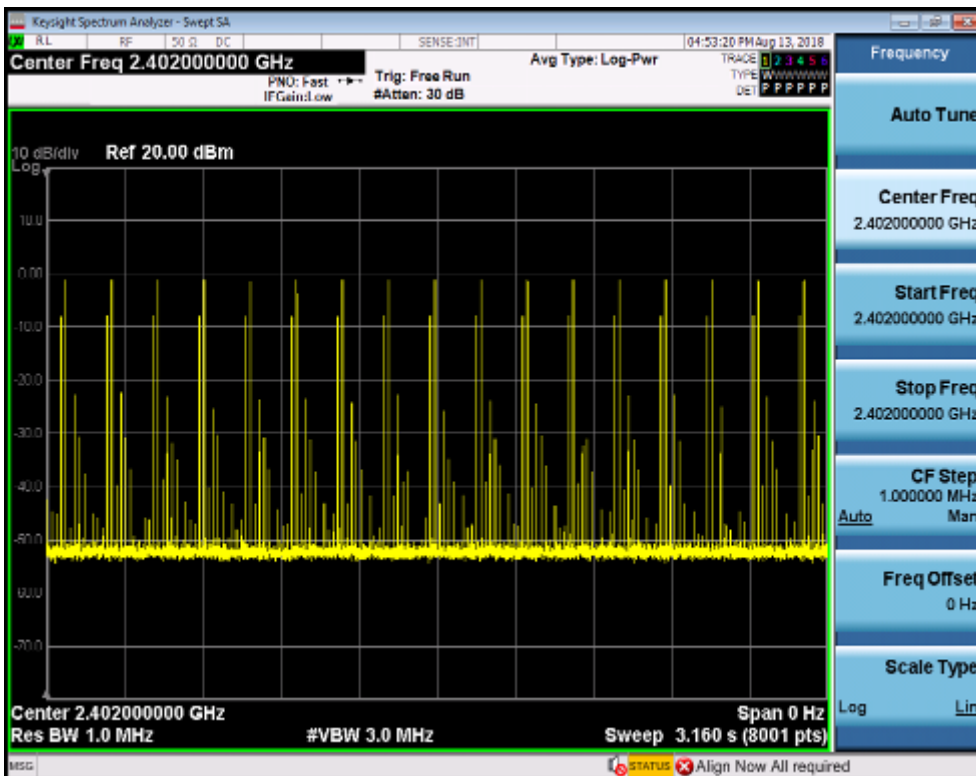 Keysight Spectrum Analyzer - Swept SA
RL RF 50 Ω DC SENSE:INT 04:53:20 PM Aug 13, 2018
Center Freq 2.402000000 GHz
PNO: Fast
IFGain:Low
Trig: Free Run
#Atten: 30 dB
Avg Type: Log-Pwr
TRACE 1 2 3 4 5 6
TYPE WWWWWW
DET P P P P P P
10 dB/div Ref 20.00 dBm
Log
10.0
0.00
-10.0
-20.0
-30.0
-40.0
-50.0
-60.0
-70.0
Center 2.402000000 GHz Span 0 Hz
Res BW 1.0 MHz #VBW 3.0 MHz Sweep 3.160 s (8001 pts)
MSG STATUS Align Now All required
Frequency
Auto Tune
Center Freq
2.402000000 GHz
Start Freq
2.402000000 GHz
Stop Freq
2.402000000 GHz
CF Step
1.000000 MHz
Auto Man
Freq Offset
0 Hz
Scale Type
Log Lin